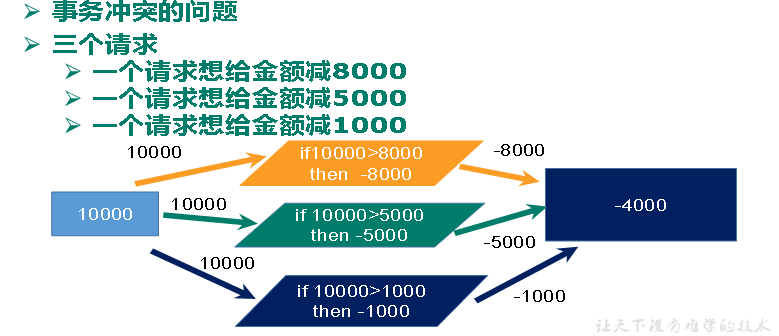 事务冲突的问题
三个请求
一个请求想给金额减8000
一个请求想给金额减5000
一个请求想给金额减1000
10000
if10000>8000
then -8000
-8000
10000
10000
if 10000>5000
then -5000
-5000
-4000
10000
if 10000>1000
then -1000
-1000
让天下没有难学的技术